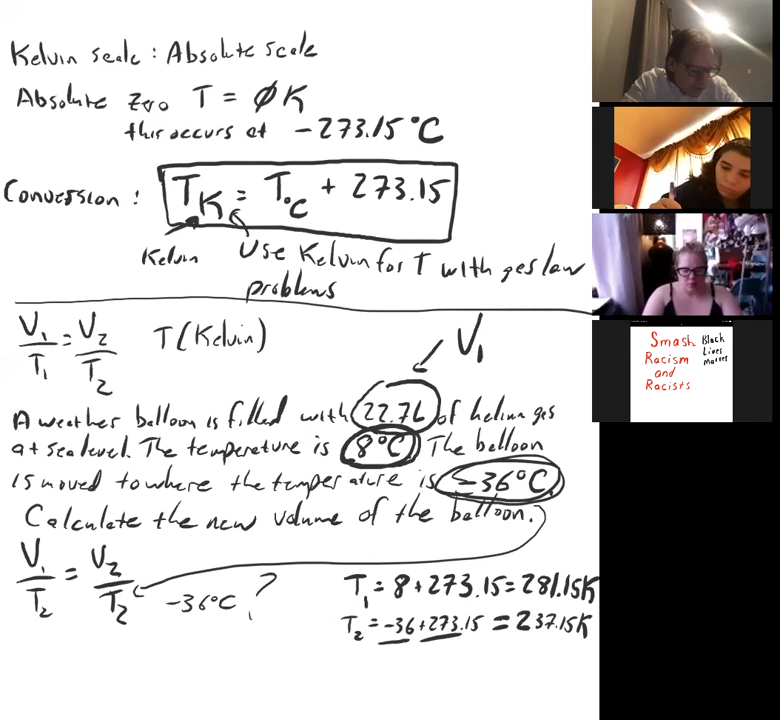 Kelvin scale : Absolute scale
Absolute Zero T = ØK
this occurs at -273.15°C
Conversion : TK = T°C + 273.15
Kelvin Use Kelvin for T with gas law
problems
V1/T1 = V2/T2 T (Kelvin)
V1
A weather balloon is filled with 22.7L of helium gas
at sea level. The temperature is 8°C. The balloon
is moved to where the temperature is -36°C.
Calculate the new volume of the balloon.
V1/T2 = V2/T2 -36°C ?
T1 = 8 + 273.15 = 281.15K
T2 = -36 + 273.15 = 237.15K
Smash
Racism
and
Racists
Black
Lives
Matter